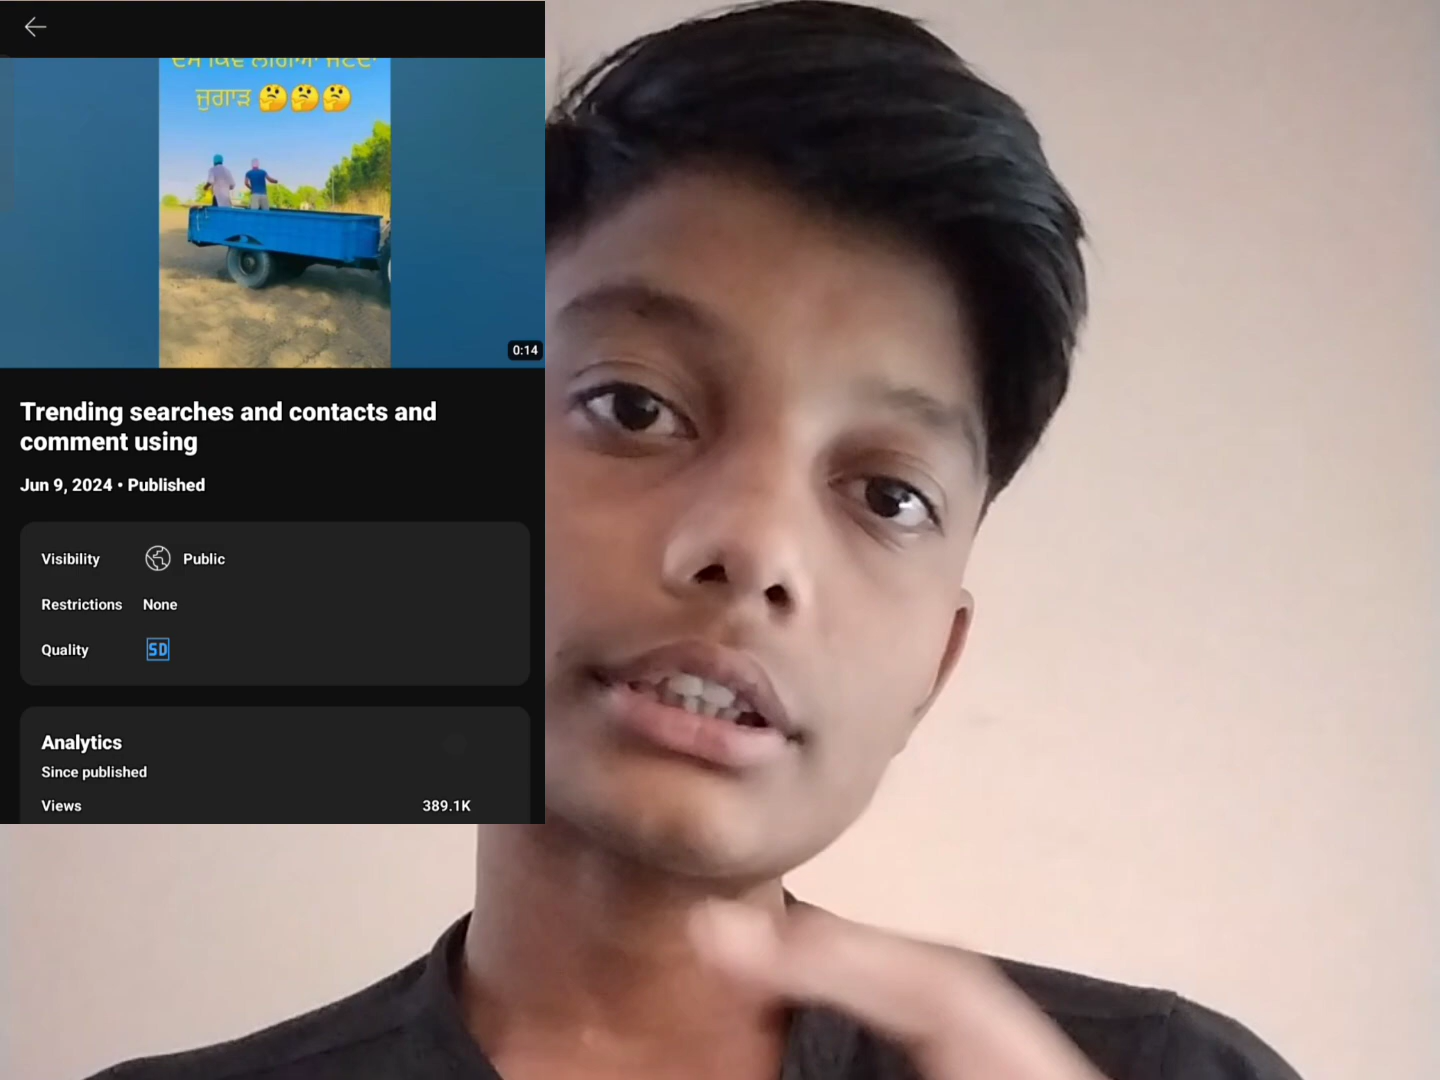 ਜੁਗਾੜ 🤔🤔🤔
0:14
Trending searches and contacts and
comment using
Jun 9, 2024 • Published
Visibility Public
Restrictions None
Quality SD
Analytics
Since published
Views 389.1K